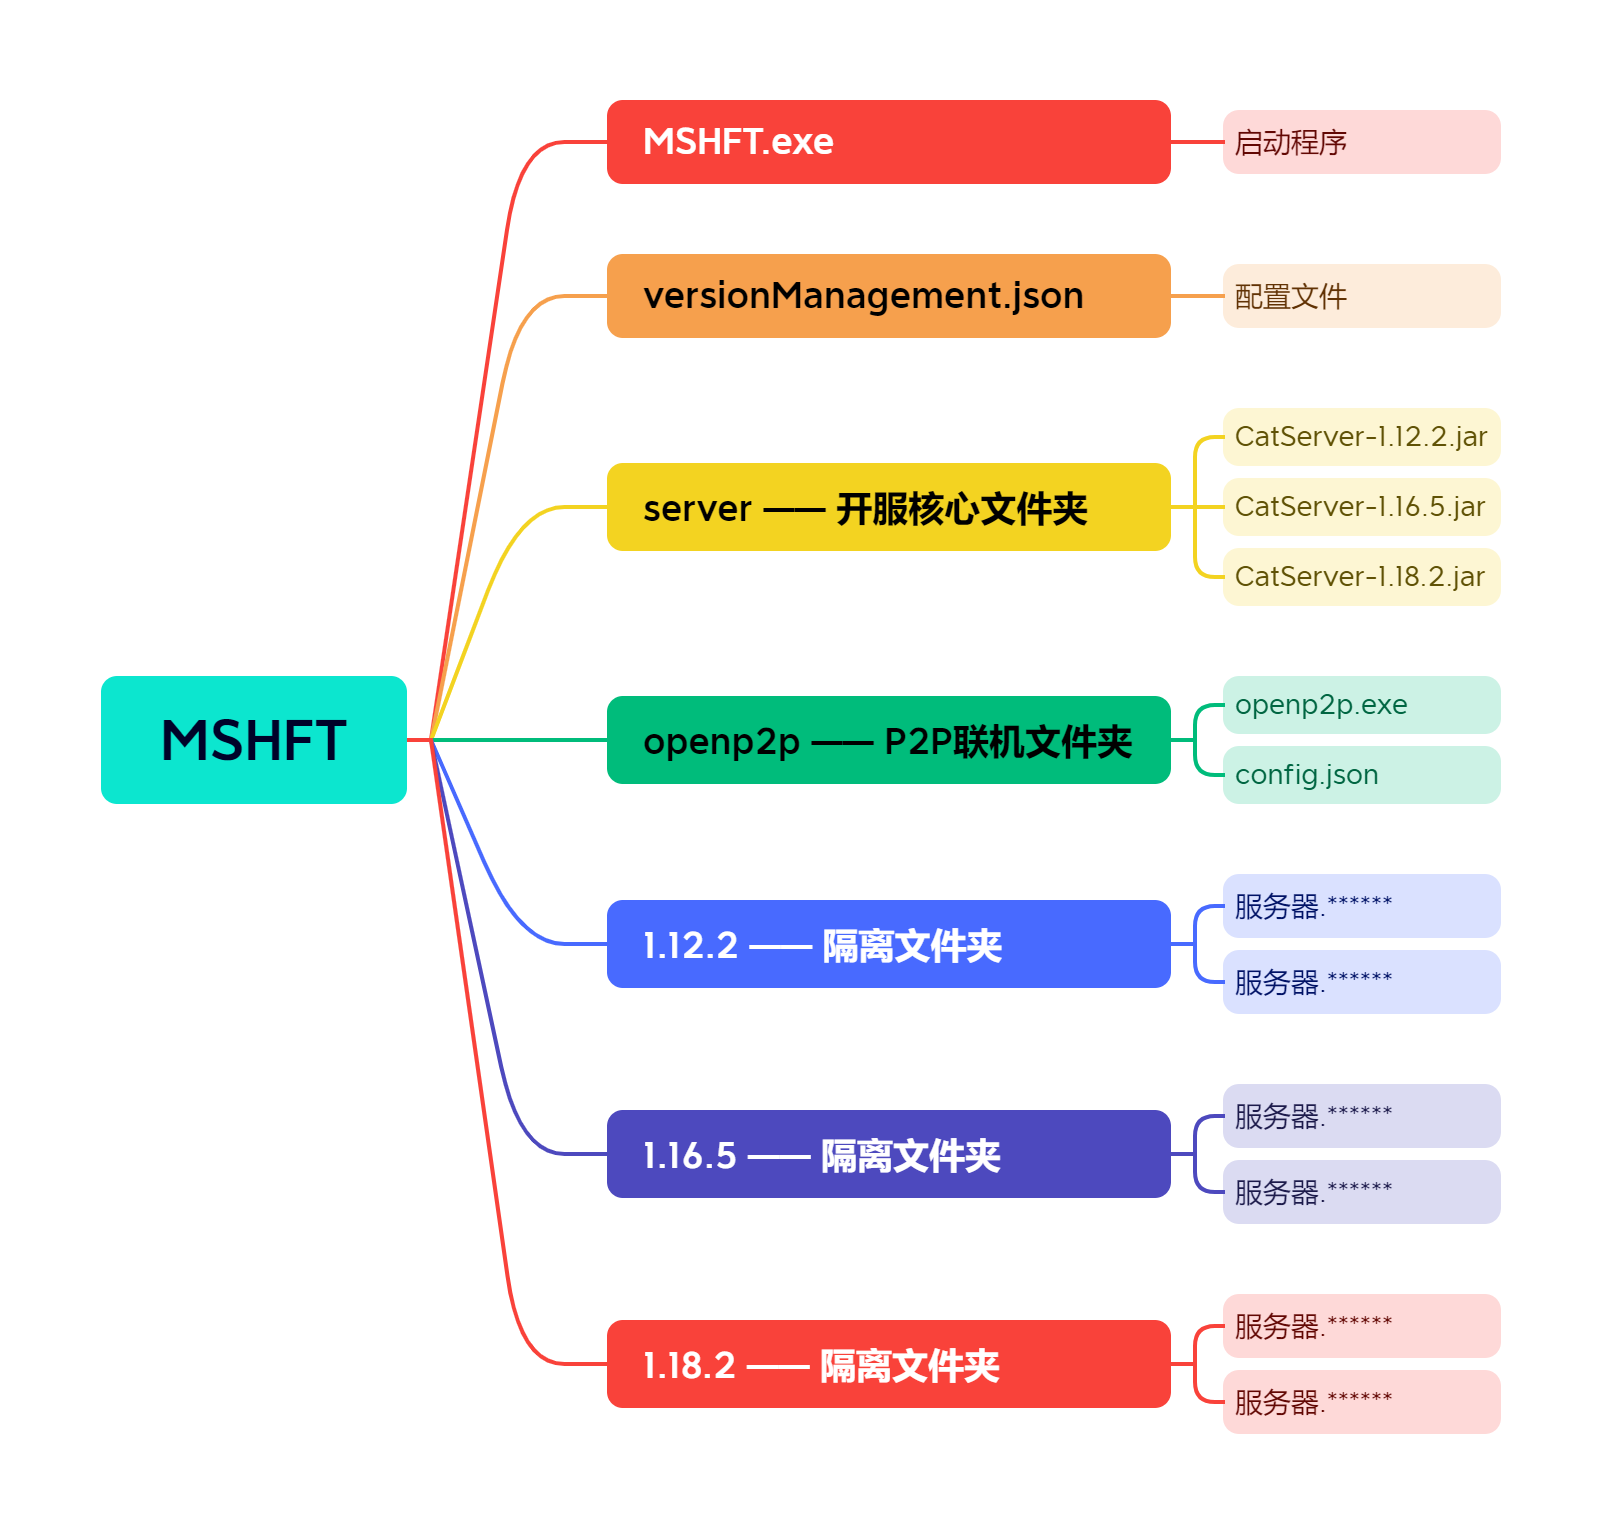 MSHFT
MSHFT.exe
启动程序
versionManagement.json
配置文件
server —— 开服核心文件夹
CatServer-1.12.2.jar
CatServer-1.16.5.jar
CatServer-1.18.2.jar
openp2p —— P2P联机文件夹
openp2p.exe
config.json
1.12.2 —— 隔离文件夹
服务器.******
服务器.******
1.16.5 —— 隔离文件夹
服务器.******
服务器.******
1.18.2 —— 隔离文件夹
服务器.******
服务器.******